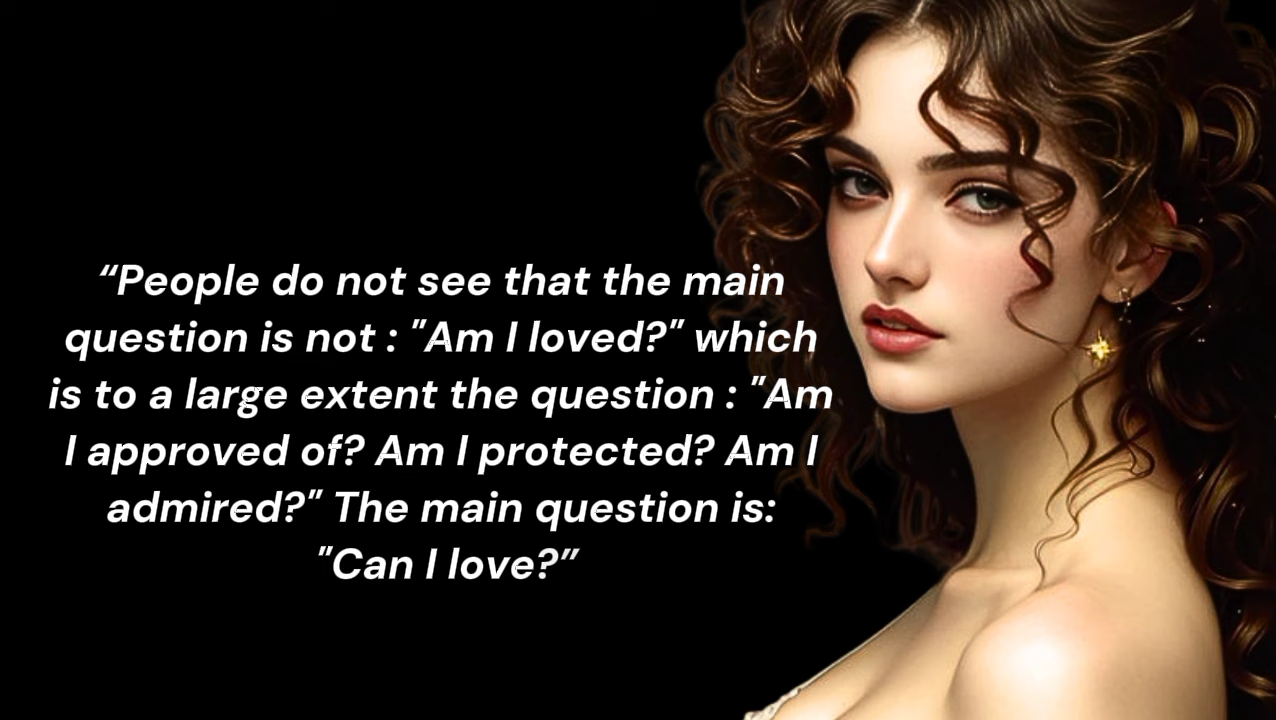 “People do not see that the main
question is not : "Am I loved?" which
is to a large extent the question : "Am
I approved of? Am I protected? Am I
admired?" The main question is:
"Can I love?”